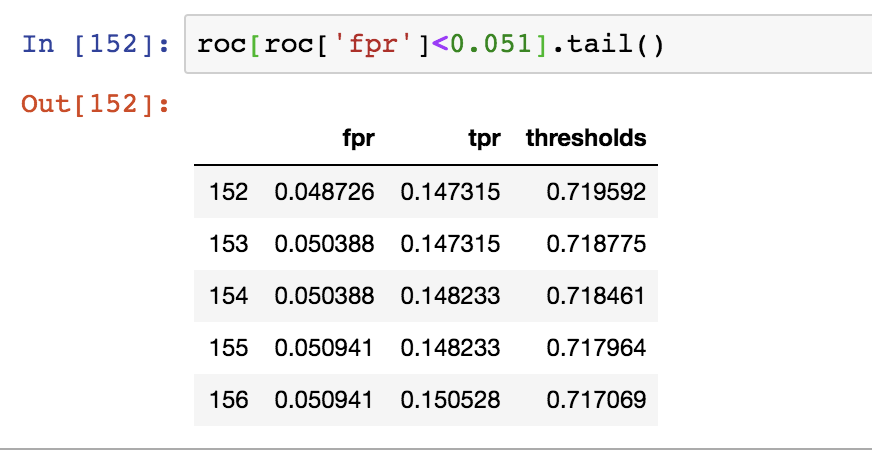 In [152]: roc[roc['fpr']<0.051].tail()
Out[152]:
fpr tpr thresholds
152 0.048726 0.147315 0.719592
153 0.050388 0.147315 0.718775
154 0.050388 0.148233 0.718461
155 0.050941 0.148233 0.717964
156 0.050941 0.150528 0.717069